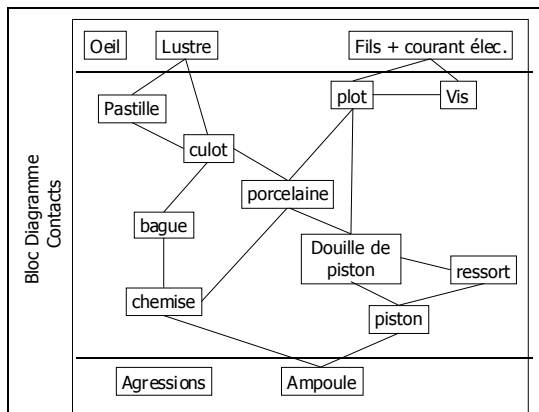 Bloc Diagramme
Contacts
Oeil
Lustre
Fils + courant élec.
Pastille
plot
Vis
culot
porcelaine
bague
Douille de
piston
ressort
chemise
piston
Agressions
Ampoule